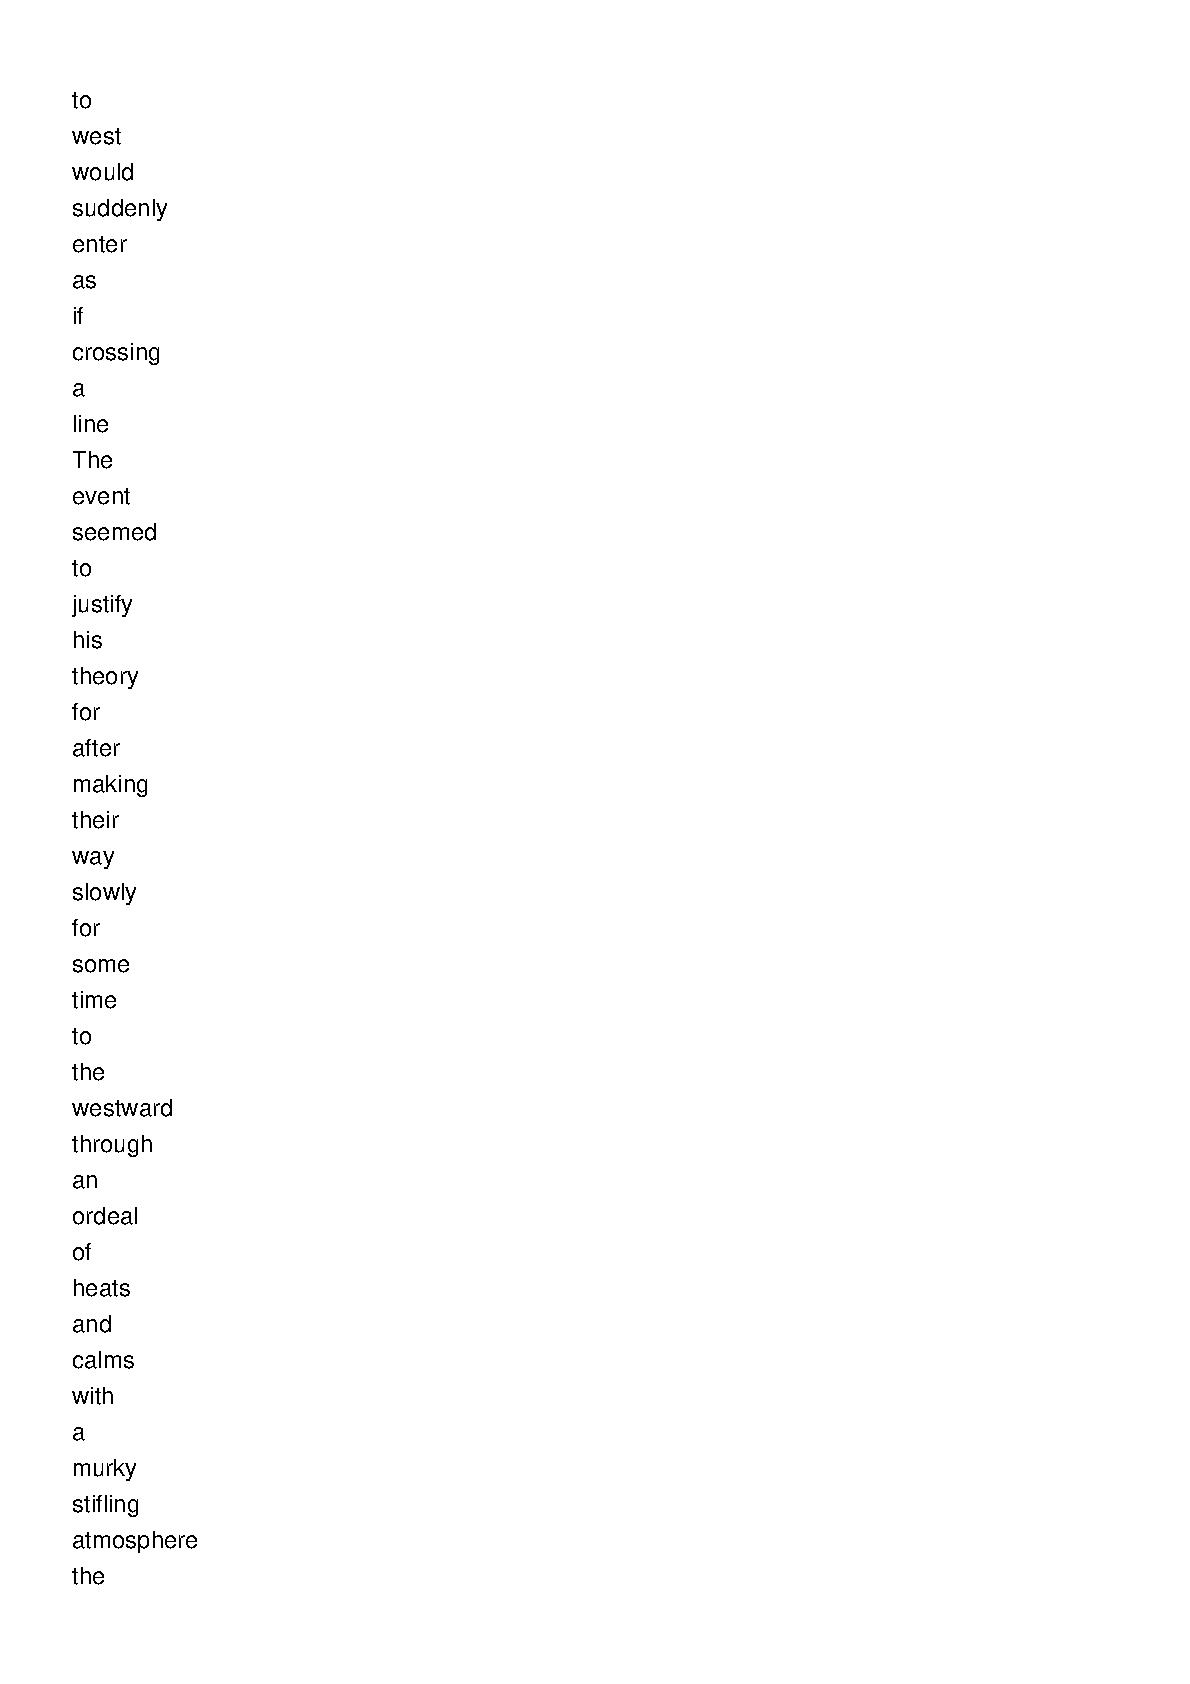 to
west
would
suddenly
enter
as
if
crossing
a
line
The
event
seemed
to
justify
his
theory
for
after
making
their
way
slowly
for
some
time
to
the
westward
through
an
ordeal
of
heats
and
calms
with
a
murky
stifling
atmosphere
the